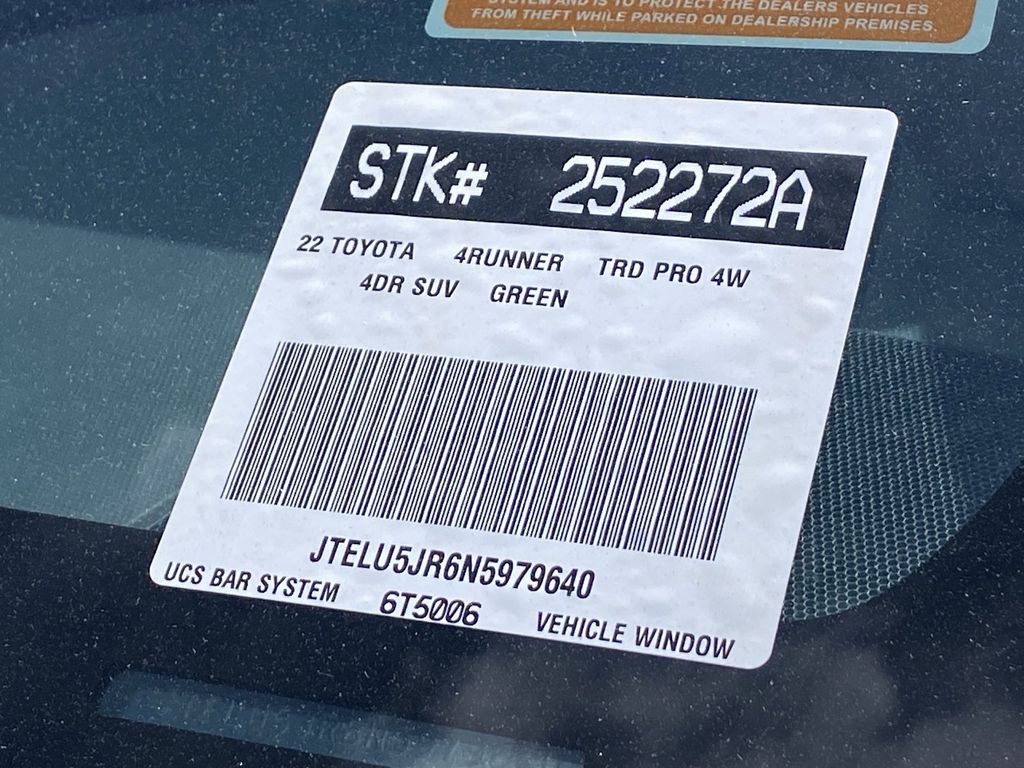 SYSTEM AND IS TO PROTECT THE DEALERS VEHICLES
FROM THEFT WHILE PARKED ON DEALERSHIP PREMISES.
STK# 252272A
22 TOYOTA 4RUNNER TRD PRO 4W
4DR SUV GREEN
JTELU5JR6N5979640
UCS BAR SYSTEM 6T5006 VEHICLE WINDOW